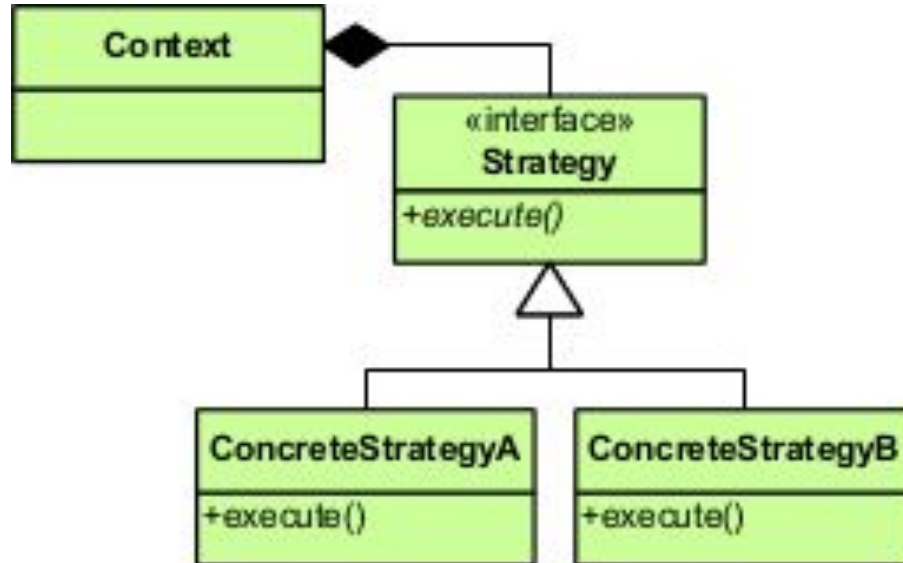 Context
«interface»
Strategy
+execute()
ConcreteStrategyA
+execute()
ConcreteStrategyB
+execute()